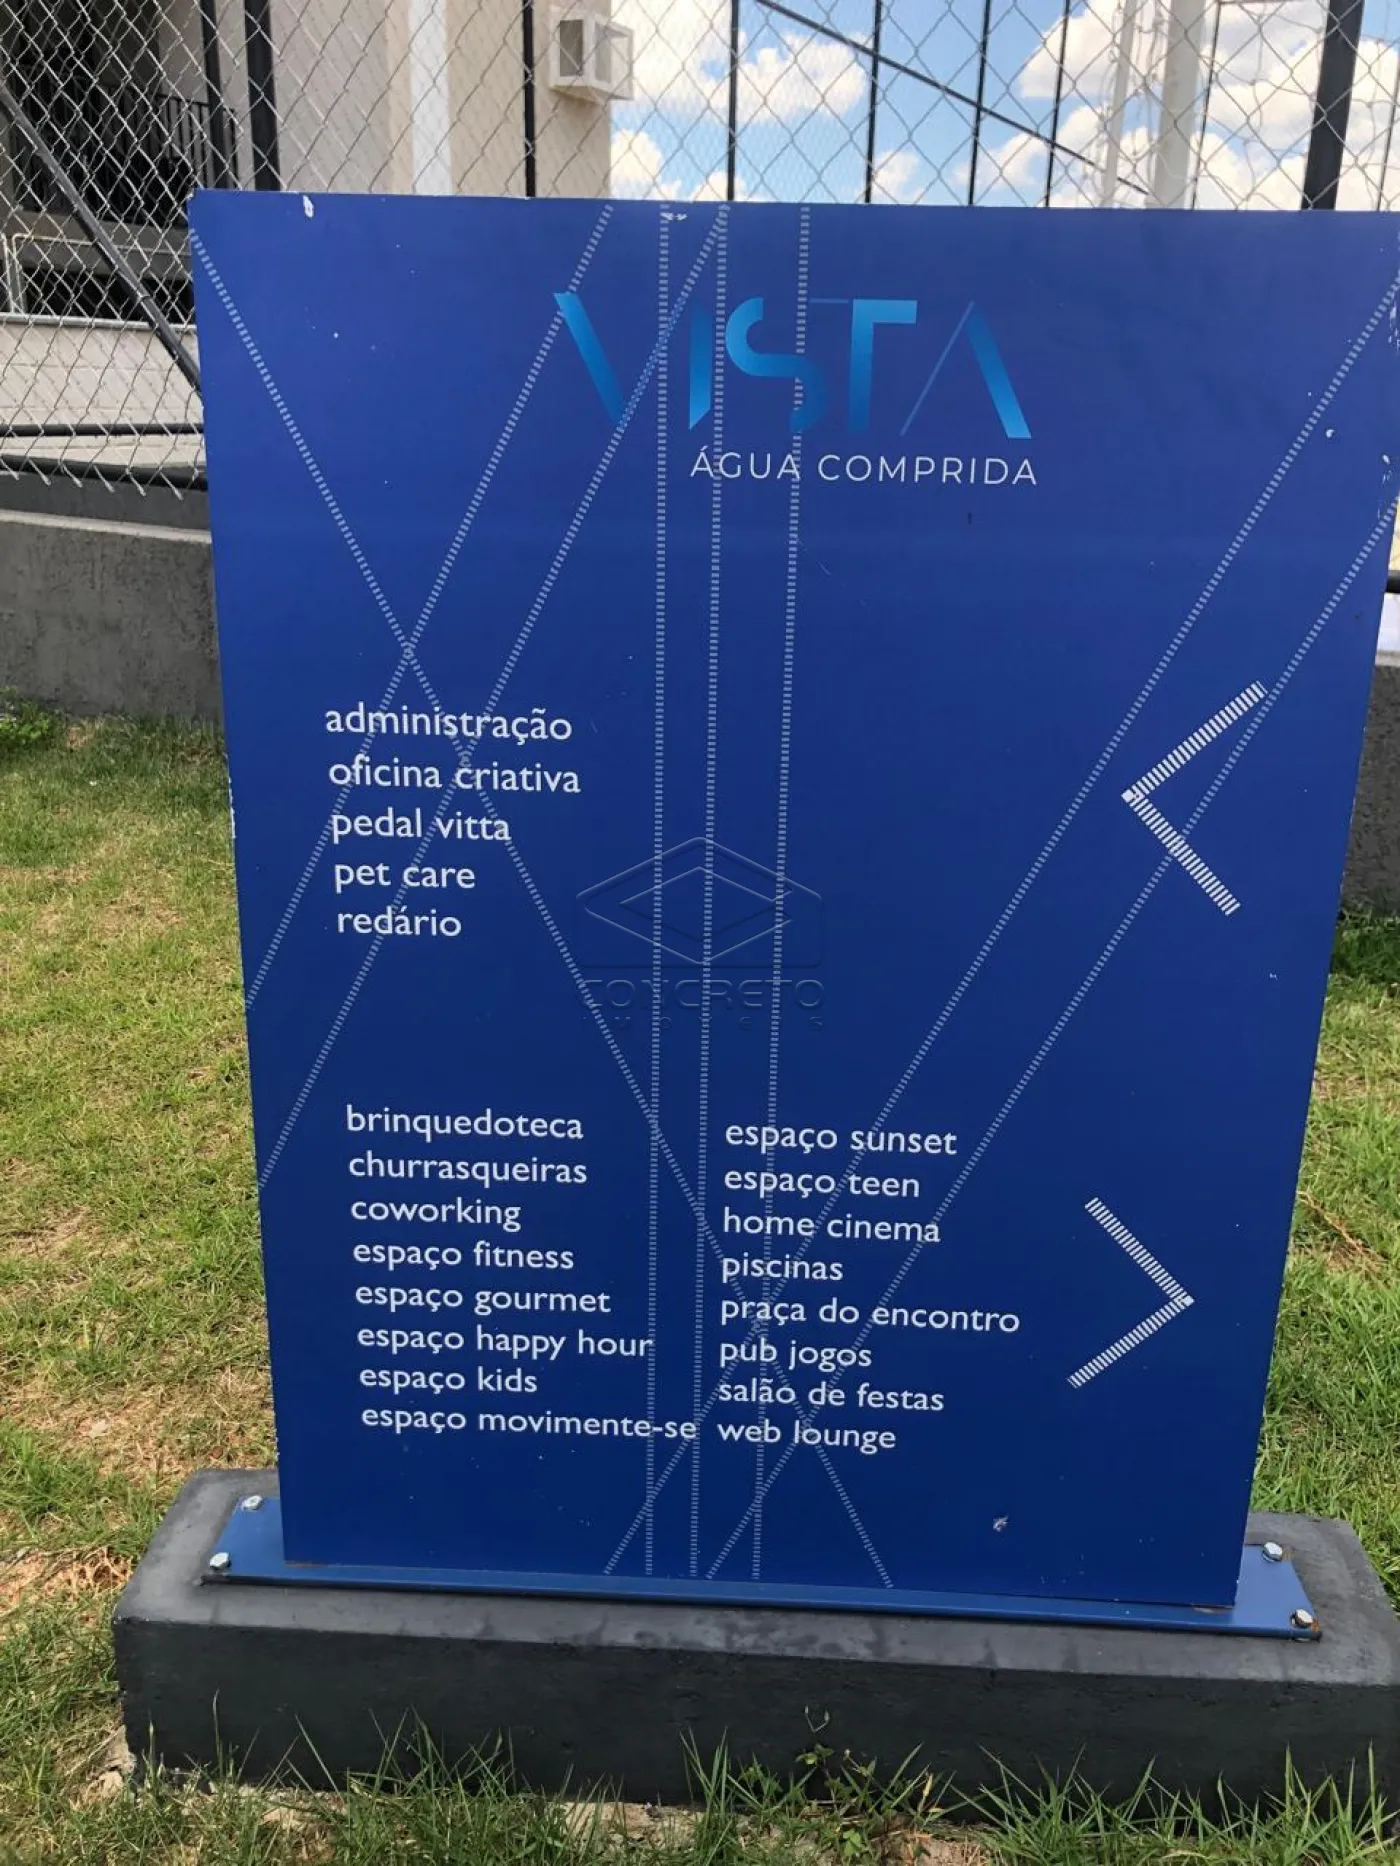 VISTA
ÁGUA COMPRIDA
administração
oficina criativa
pedal vitta
pet care
redário
CONCRETO
brinquedoteca
churrasqueiras
coworking
espaço fitness
espaço gourmet
espaço happy hour
espaço kids
espaço movimente-se
espaço sunset
espaço teen
home cinema
piscinas
praça do encontro
pub jogos
salão de festas
web lounge